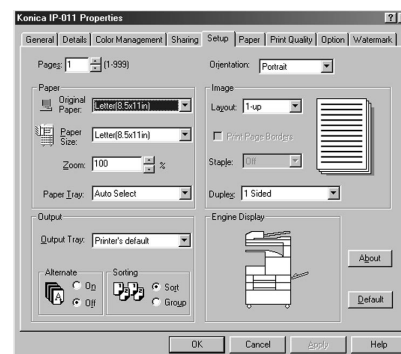 Konica IP-011 Properties
General Details Color Management Sharing Setup Paper Print Quality Option Watermark
Pages: 1 (1-999)
Orientation: Portrait
Paper
Original Paper: Letter(8.5x11in)
Paper Size: Letter(8.5x11in)
Zoom: 100 %
Paper Tray: Auto Select
Image
Layout: 1-up
Print Page Borders
Staple: Off
Duplex: 1 Sided
Output
Output Tray: Printer's default
Alternate
On
Off
Sorting
Sort
Group
Engine Display
About
Default
OK Cancel Apply Help